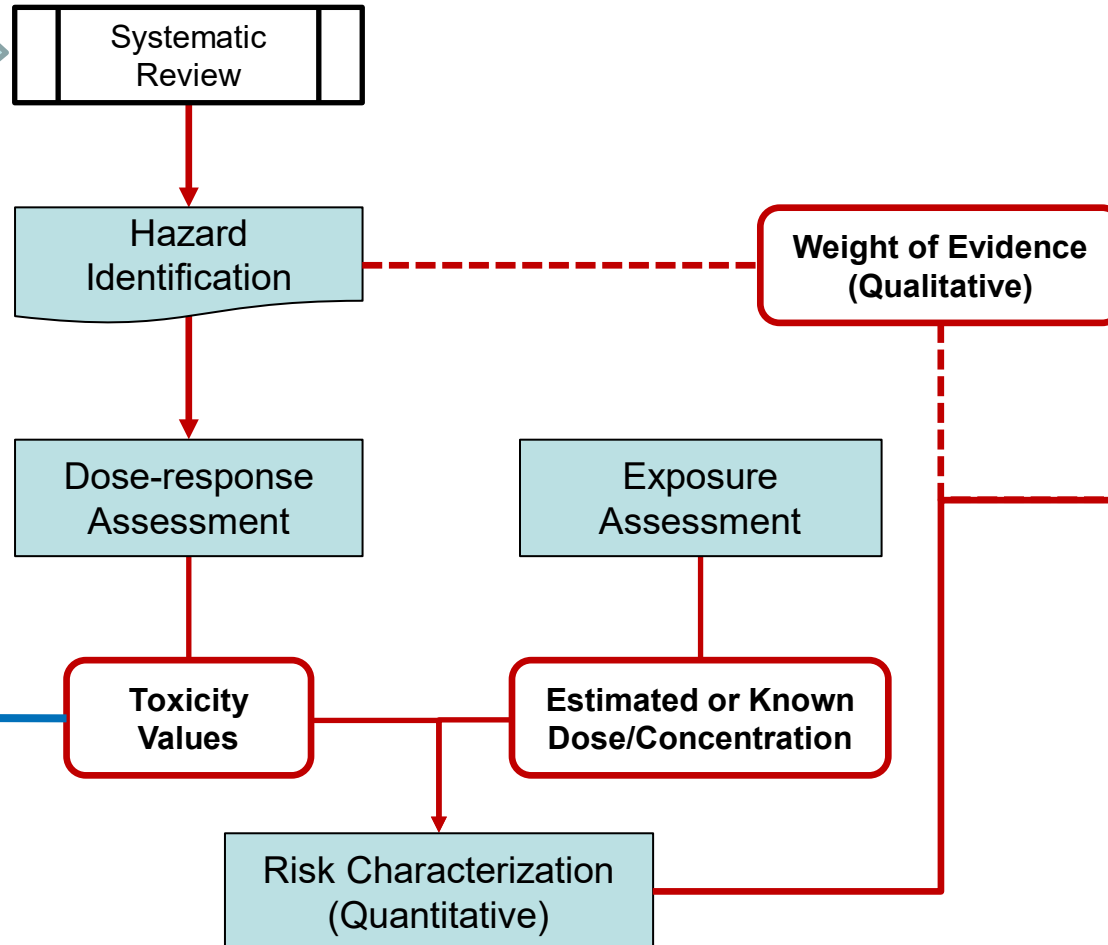 Systematic
Review
Hazard
Identification
Weight of Evidence
(Qualitative)
Dose-response
Assessment
Exposure
Assessment
Toxicity
Values
Estimated or Known
Dose/Concentration
Risk Characterization
(Quantitative)